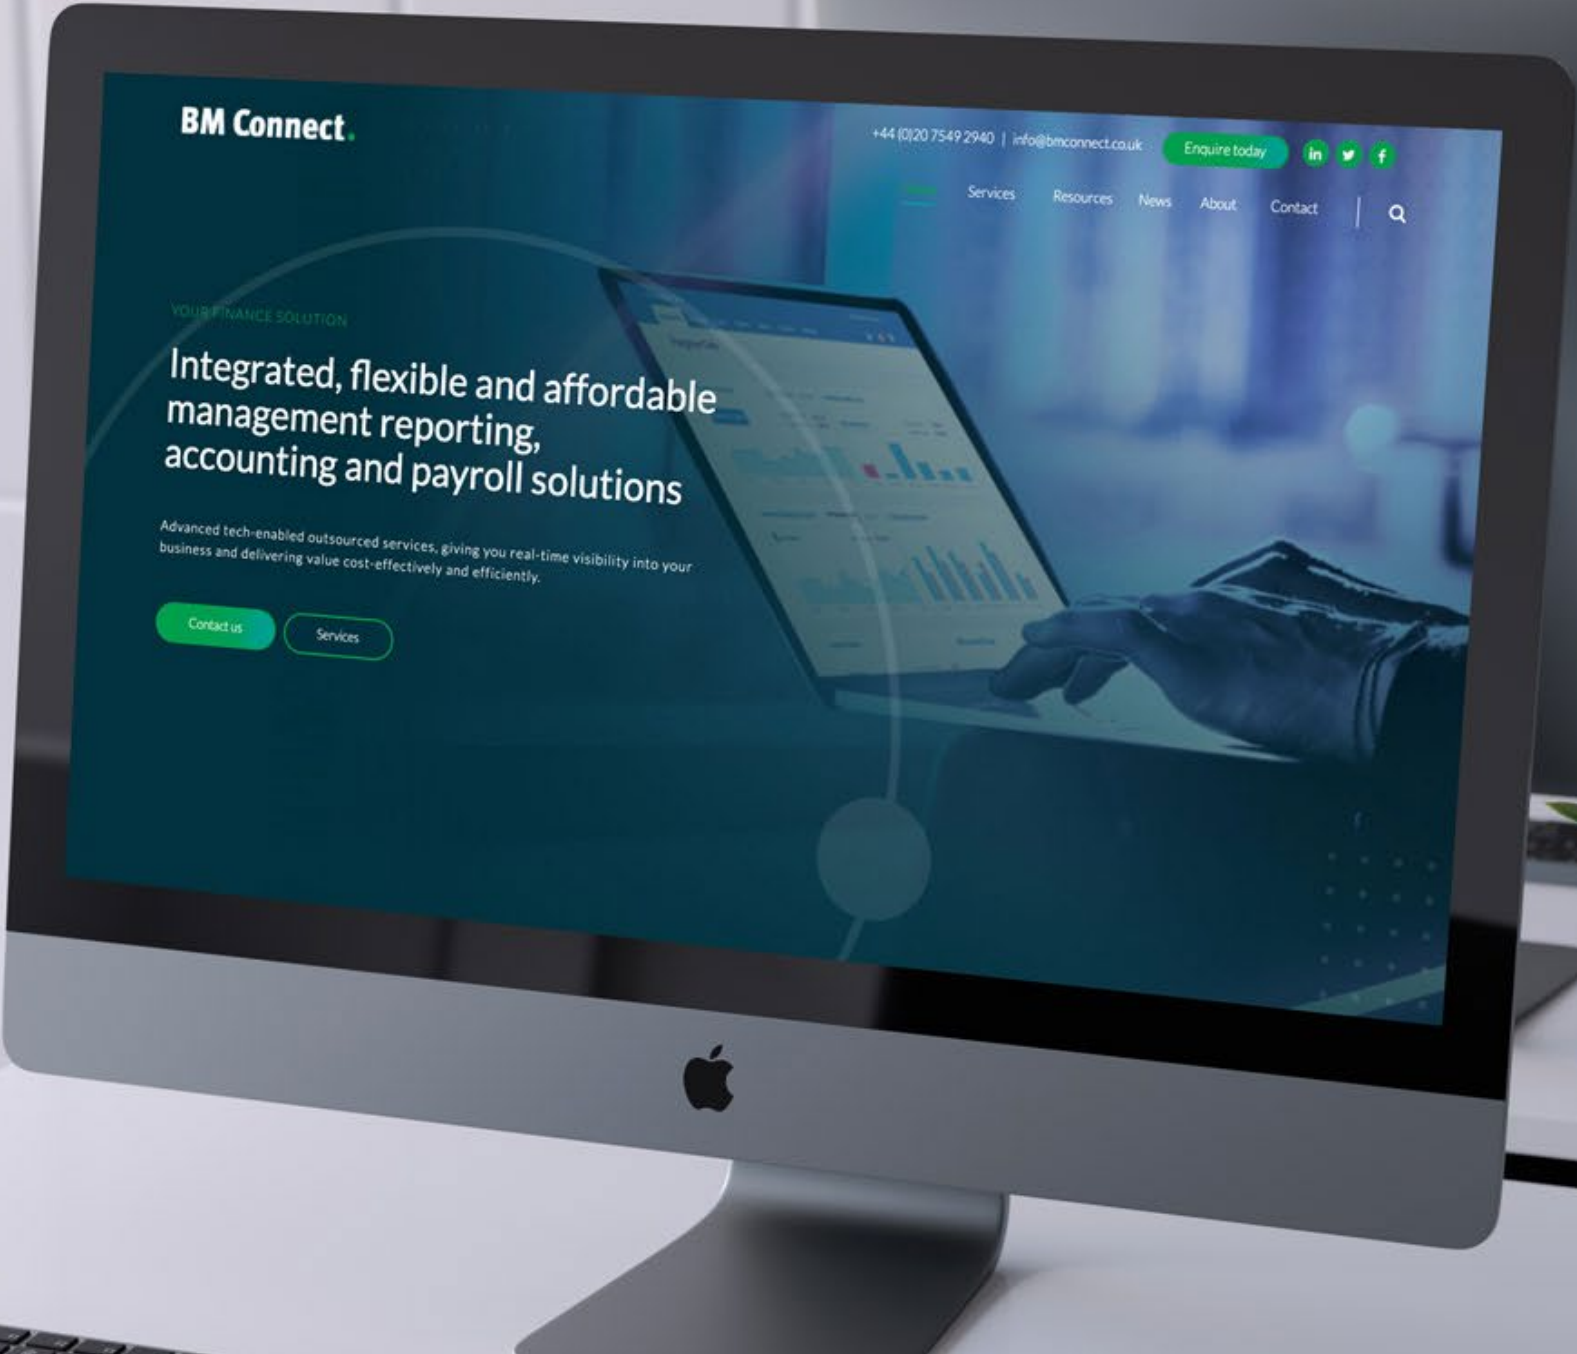 BM Connect.
+44 (0)20 7549 2940 | info@bmconnect.co.uk
Enquire today
Services Resources News About Contact
YOUR FINANCE SOLUTION
Integrated, flexible and affordable
management reporting,
accounting and payroll solutions
Advanced tech-enabled outsourced services, giving you real-time visibility into your
business and delivering value cost-effectively and efficiently.
Contact us
Services